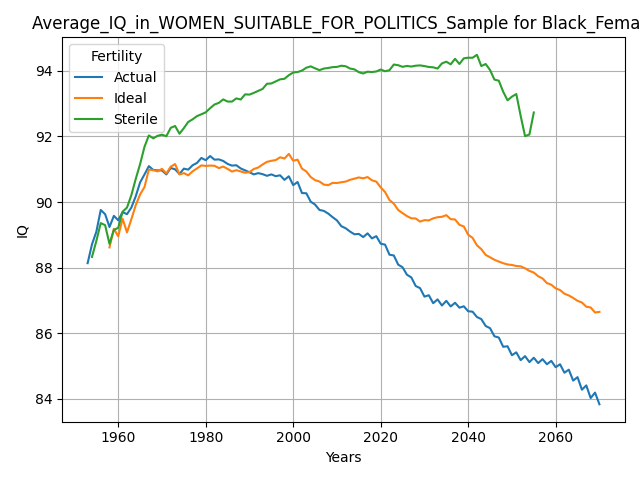 Average_IQ_in_WOMEN_SUITABLE_FOR_POLITICS_Sample for Black_Fema
Fertility
Actual
Ideal
Sterile
94
92
90
88
86
84
IQ
1960 1980 2000 2020 2040 2060
Years